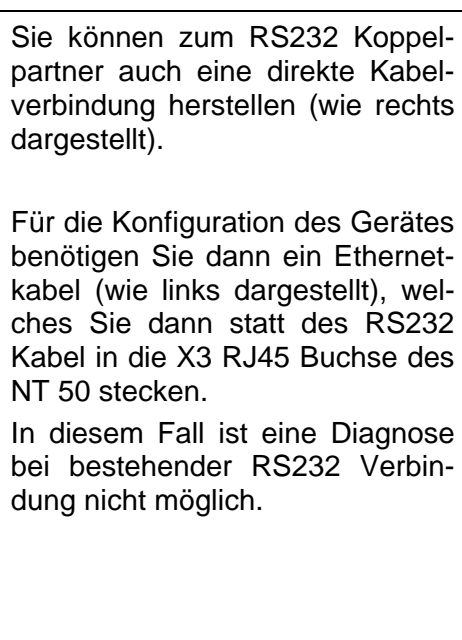 Sie können zum RS232 Koppel-
partner auch eine direkte Kabel-
verbindung herstellen (wie rechts
dargestellt).
Für die Konfiguration des Gerätes
benötigen Sie dann ein Ethernet-
kabel (wie links dargestellt), wel-
ches Sie dann statt des RS232
Kabel in die X3 RJ45 Buchse des
NT 50 stecken.
In diesem Fall ist eine Diagnose
bei bestehender RS232 Verbin-
dung nicht möglich.